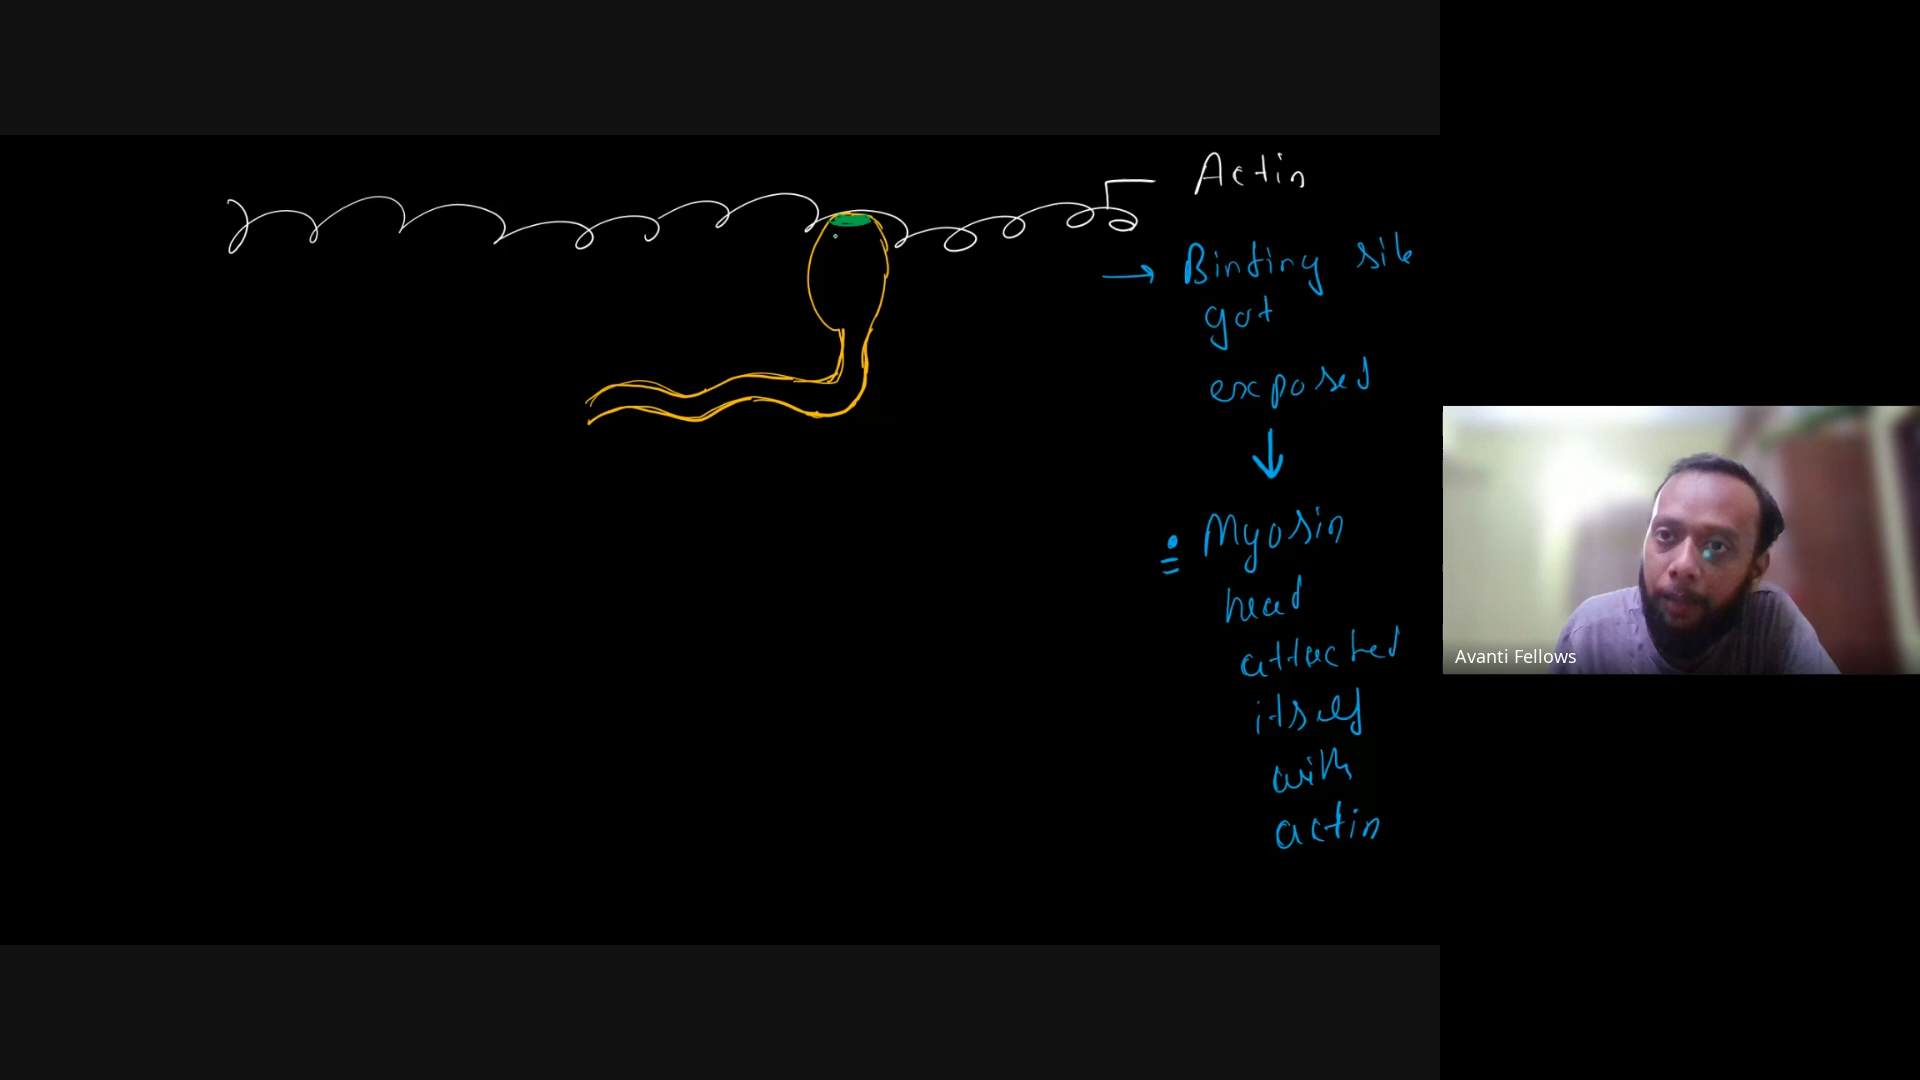 Actin
→ Binding site
got
exposed
↓
Myosin
head
attached
itself
with
actin
Avanti Fellows